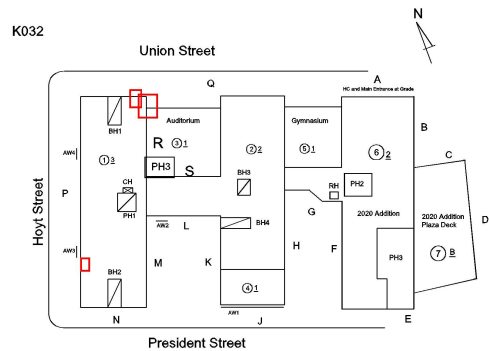 K032
N
Union Street
A
HC and Main Entrance at Grade
Q
Auditorium
Gymnasium
B
BH1
R
③ 1
② 2
⑤ 1
⑥ 2
AW4
① 3
PH3
S
C
CH
BH3
RH
PH2
P
PH1
Hoyt Street
G
2020 Addition
2020 Addition
Plaza Deck
D
AW2
L
BH4
AW3
M
K
H
F
PH3
⑦ B
BH2
④ 1
AW1
N
J
E
President Street